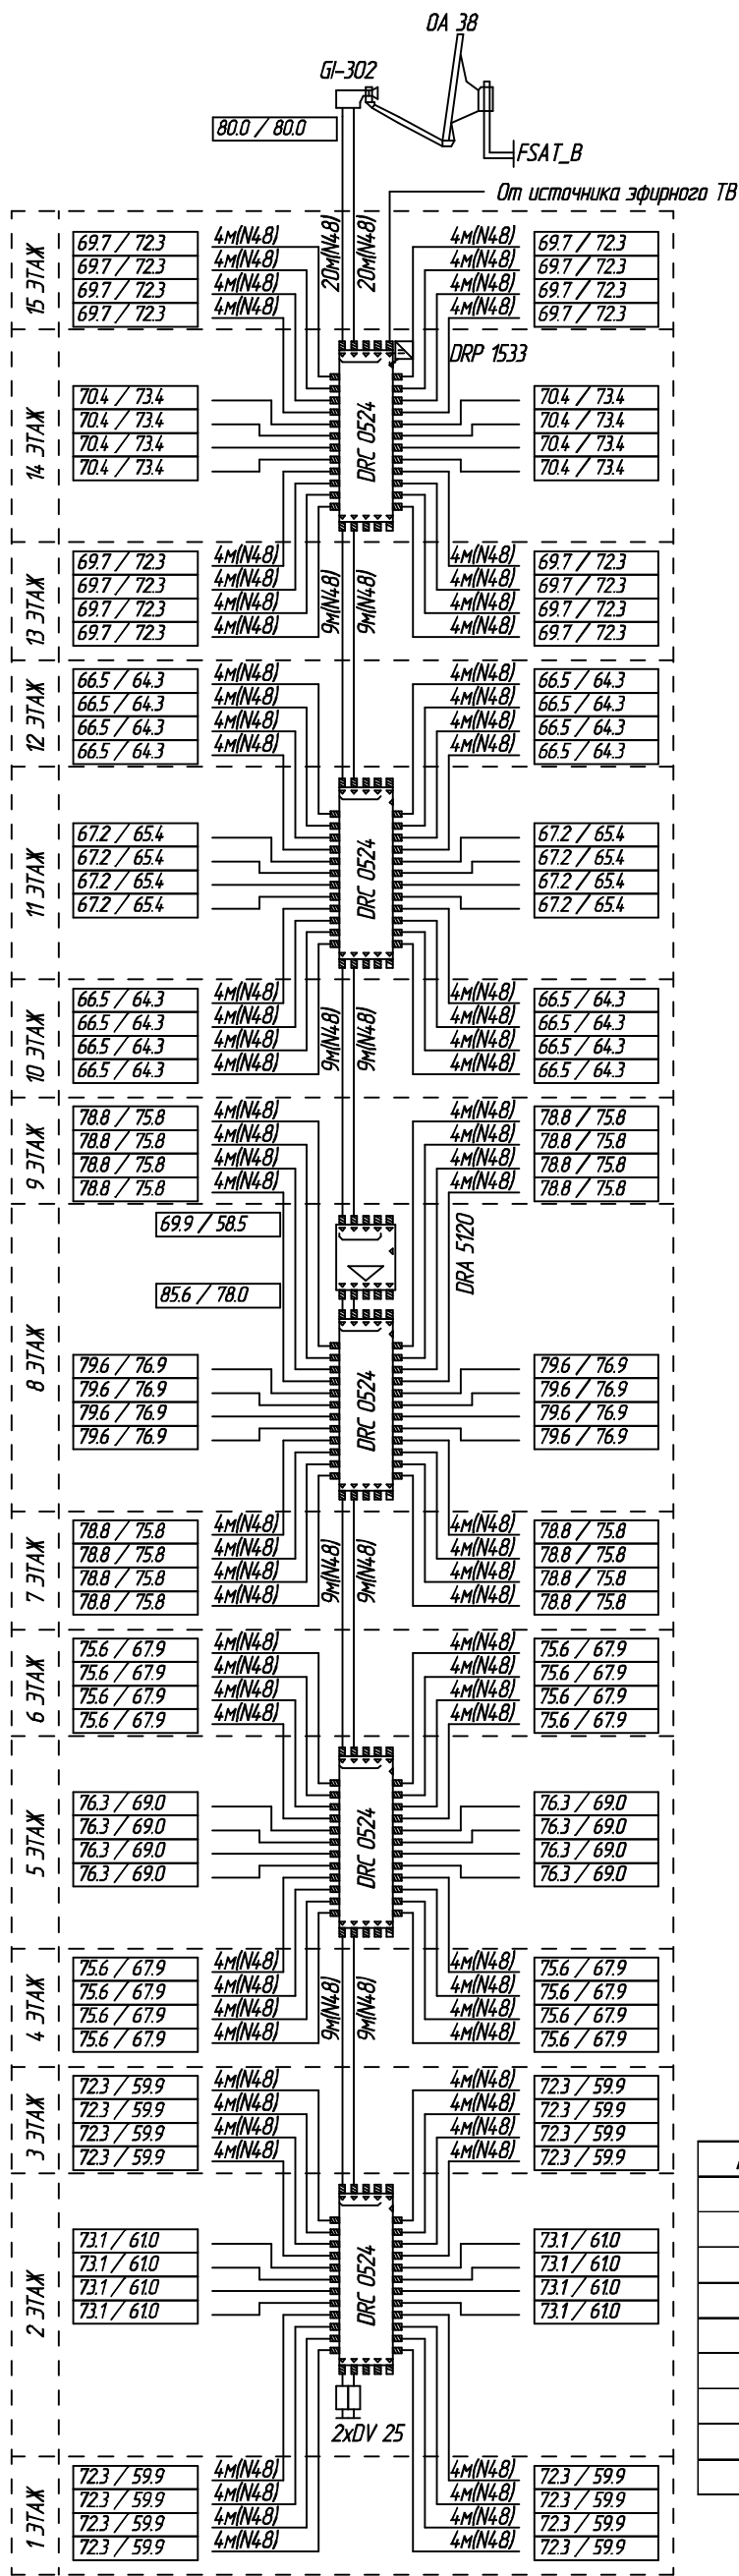 OA 38
GI-302
80.0 / 80.0
FSAT_B
От источника эфирного ТВ
20м(N48) 20м(N48)
15 ЭТАЖ
69.7 / 72.3 4м(N48) 4м(N48) 69.7 / 72.3
69.7 / 72.3 4м(N48) 4м(N48) 69.7 / 72.3
69.7 / 72.3 4м(N48) 4м(N48) 69.7 / 72.3
69.7 / 72.3 4м(N48) 4м(N48) 69.7 / 72.3
DRP 1533
14 ЭТАЖ
DRC 0524
70.4 / 73.4 70.4 / 73.4
70.4 / 73.4 70.4 / 73.4
70.4 / 73.4 70.4 / 73.4
70.4 / 73.4 70.4 / 73.4
13 ЭТАЖ
9м(N48) 9м(N48)
69.7 / 72.3 4м(N48) 4м(N48) 69.7 / 72.3
69.7 / 72.3 4м(N48) 4м(N48) 69.7 / 72.3
69.7 / 72.3 4м(N48) 4м(N48) 69.7 / 72.3
69.7 / 72.3 4м(N48) 4м(N48) 69.7 / 72.3
12 ЭТАЖ
66.5 / 64.3 4м(N48) 4м(N48) 66.5 / 64.3
66.5 / 64.3 4м(N48) 4м(N48) 66.5 / 64.3
66.5 / 64.3 4м(N48) 4м(N48) 66.5 / 64.3
66.5 / 64.3 4м(N48) 4м(N48) 66.5 / 64.3
11 ЭТАЖ
DRC 0524
67.2 / 65.4 67.2 / 65.4
67.2 / 65.4 67.2 / 65.4
67.2 / 65.4 67.2 / 65.4
67.2 / 65.4 67.2 / 65.4
10 ЭТАЖ
9м(N48) 9м(N48)
66.5 / 64.3 4м(N48) 4м(N48) 66.5 / 64.3
66.5 / 64.3 4м(N48) 4м(N48) 66.5 / 64.3
66.5 / 64.3 4м(N48) 4м(N48) 66.5 / 64.3
66.5 / 64.3 4м(N48) 4м(N48) 66.5 / 64.3
9 ЭТАЖ
78.8 / 75.8 4м(N48) 4м(N48) 78.8 / 75.8
78.8 / 75.8 4м(N48) 4м(N48) 78.8 / 75.8
78.8 / 75.8 4м(N48) 4м(N48) 78.8 / 75.8
78.8 / 75.8 4м(N48) 4м(N48) 78.8 / 75.8
69.9 / 58.5
DRA 5120
85.6 / 78.0
8 ЭТАЖ
DRC 0524
79.6 / 76.9 79.6 / 76.9
79.6 / 76.9 79.6 / 76.9
79.6 / 76.9 79.6 / 76.9
79.6 / 76.9 79.6 / 76.9
7 ЭТАЖ
9м(N48) 9м(N48)
78.8 / 75.8 4м(N48) 4м(N48) 78.8 / 75.8
78.8 / 75.8 4м(N48) 4м(N48) 78.8 / 75.8
78.8 / 75.8 4м(N48) 4м(N48) 78.8 / 75.8
78.8 / 75.8 4м(N48) 4м(N48) 78.8 / 75.8
6 ЭТАЖ
75.6 / 67.9 4м(N48) 4м(N48) 75.6 / 67.9
75.6 / 67.9 4м(N48) 4м(N48) 75.6 / 67.9
75.6 / 67.9 4м(N48) 4м(N48) 75.6 / 67.9
75.6 / 67.9 4м(N48) 4м(N48) 75.6 / 67.9
5 ЭТАЖ
DRC 0524
76.3 / 69.0 76.3 / 69.0
76.3 / 69.0 76.3 / 69.0
76.3 / 69.0 76.3 / 69.0
76.3 / 69.0 76.3 / 69.0
4 ЭТАЖ
9м(N48) 9м(N48)
75.6 / 67.9 4м(N48) 4м(N48) 75.6 / 67.9
75.6 / 67.9 4м(N48) 4м(N48) 75.6 / 67.9
75.6 / 67.9 4м(N48) 4м(N48) 75.6 / 67.9
75.6 / 67.9 4м(N48) 4м(N48) 75.6 / 67.9
3 ЭТАЖ
72.3 / 59.9 4м(N48) 4м(N48) 72.3 / 59.9
72.3 / 59.9 4м(N48) 4м(N48) 72.3 / 59.9
72.3 / 59.9 4м(N48) 4м(N48) 72.3 / 59.9
72.3 / 59.9 4м(N48) 4м(N48) 72.3 / 59.9
2 ЭТАЖ
DRC 0524
73.1 / 61.0 73.1 / 61.0
73.1 / 61.0 73.1 / 61.0
73.1 / 61.0 73.1 / 61.0
73.1 / 61.0 73.1 / 61.0
2xDV 25
1 ЭТАЖ
72.3 / 59.9 4м(N48) 4м(N48) 72.3 / 59.9
72.3 / 59.9 4м(N48) 4м(N48) 72.3 / 59.9
72.3 / 59.9 4м(N48) 4м(N48) 72.3 / 59.9
72.3 / 59.9 4м(N48) 4м(N48) 72.3 / 59.9